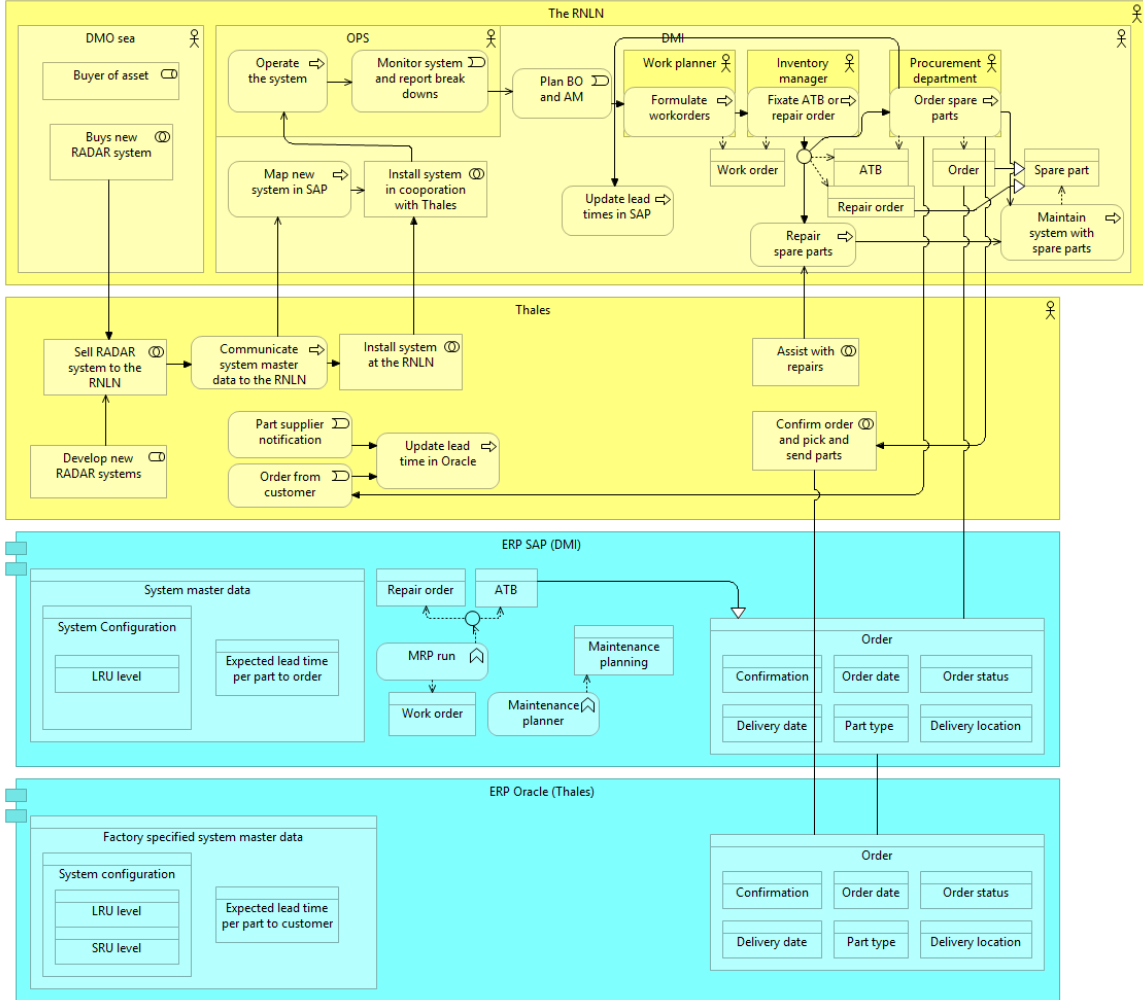 The RNLN
DMO sea
Buyer of asset
Buys new
RADAR system
OPS
Operate
the system
Monitor system
and report break
downs
DMI
Plan BO
and AM
Work planner
Formulate
workorders
Inventory
manager
Fixate ATB or
repair order
Procurement
department
Order spare
parts
Work order
ATB
Order
Spare part
Repair order
Map new
system in SAP
Install system
in cooporation
with Thales
Update lead
times in SAP
Repair
spare parts
Maintain
system with
spare parts
Thales
Sell RADAR
system to the
RNLN
Communicate
system master
data to the RNLN
Install system
at the RNLN
Assist with
repairs
Develop new
RADAR systems
Part supplier
notification
Order from
customer
Update lead
time in Oracle
Confirm order
and pick and
send parts
ERP SAP (DMI)
System master data
System Configuration
LRU level
Expected lead time
per part to order
Repair order
ATB
MRP run
Work order
Maintenance
planning
Maintenance
planner
Order
Confirmation
Order date
Order status
Delivery date
Part type
Delivery location
ERP Oracle (Thales)
Factory specified system master data
System configuration
LRU level
SRU level
Expected lead time
per part to customer
Order
Confirmation
Order date
Order status
Delivery date
Part type
Delivery location